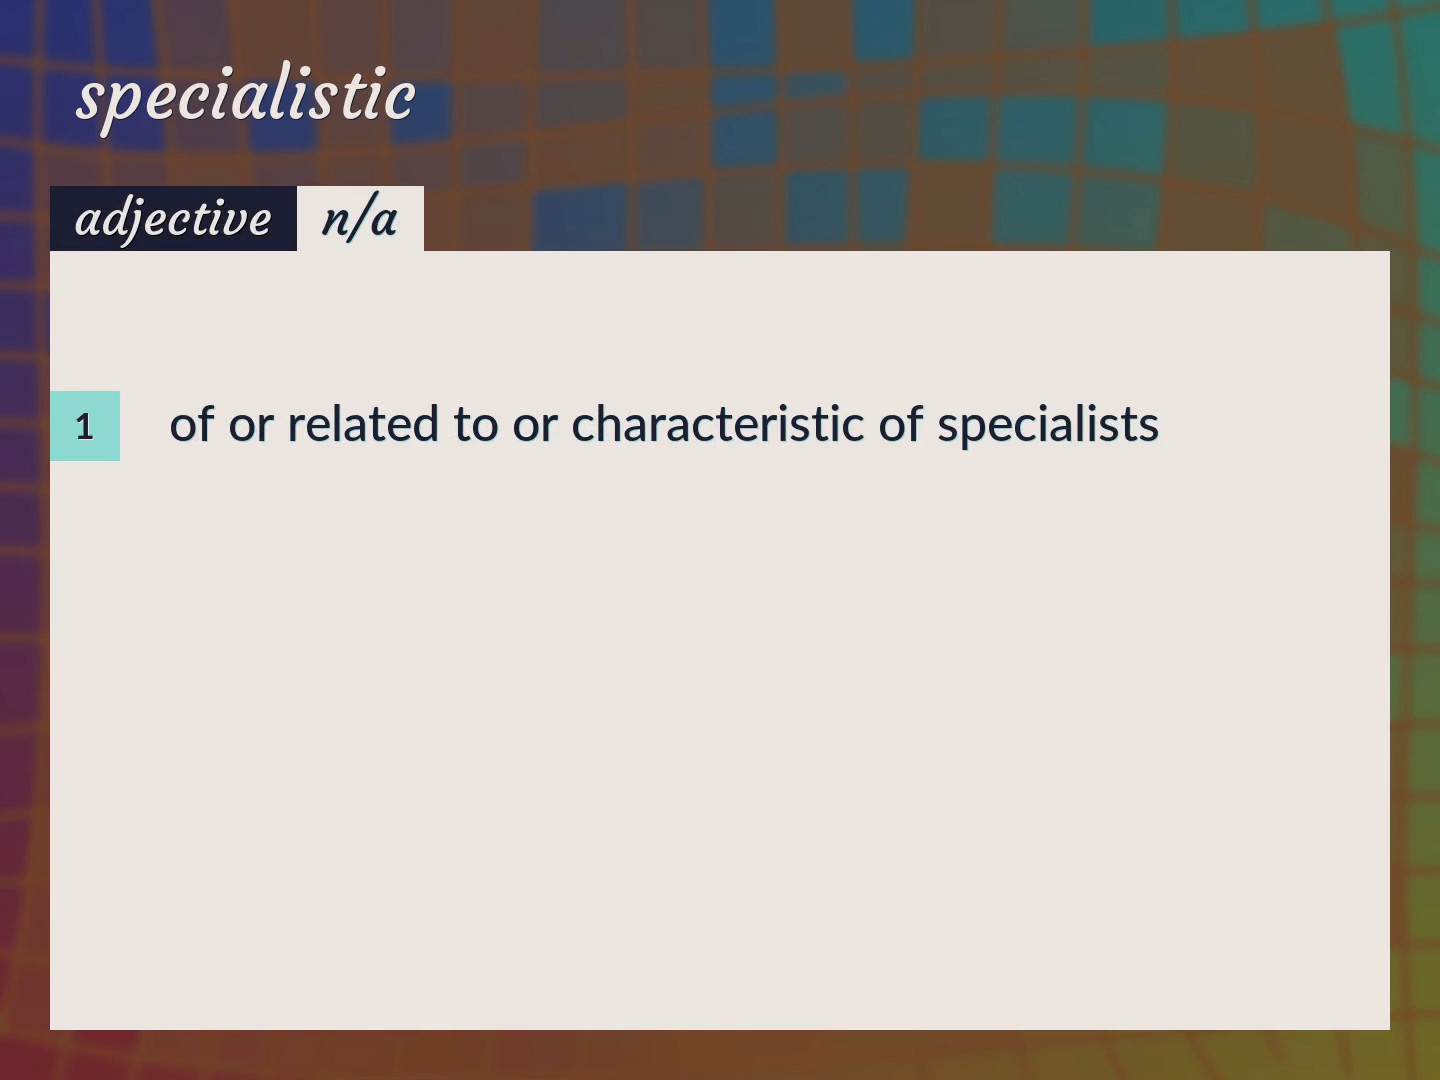 specialistic
adjective n/a
1 of or related to or characteristic of specialists